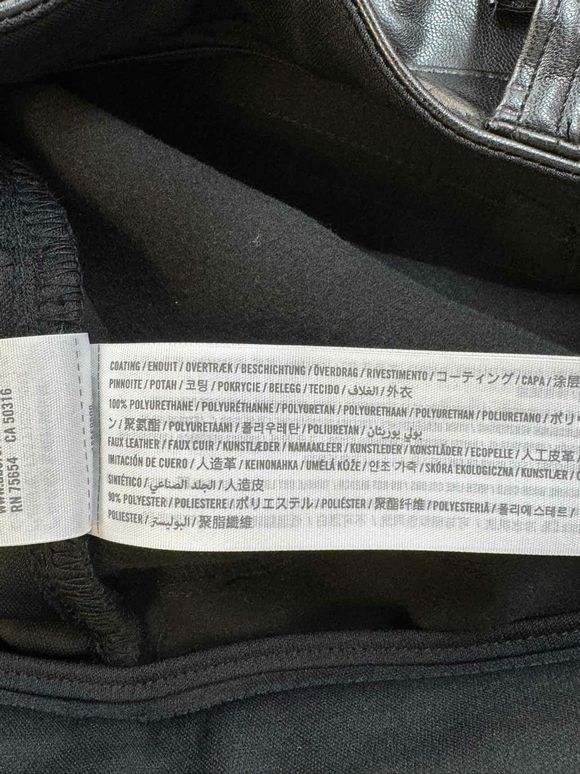 COATING / ENDUIT / OVERTRÆK / BESCHICHTUNG / ÖVERDRAG / RIVESTIMENTO / コーティング / CAPA / 涂层
PINNOITE / POTAH / 코팅 / POKRYCIE / BELEGG / TECIDO / الغلاف / 外衣
100% POLYURETHANE / POLYURÉTHANNE / POLYURETAN / POLYURETHAAN / POLYURETHAN / POLIURETANO / ポリ
ン / 聚氨酯 / POLYURETAANI / 폴리우레탄 / POLIURETAN / بولي يوريثان
FAUX LEATHER / FAUX CUIR / KUNSTLÆDER / NAMAAKLEER / KUNSTLEDER / KONSTLÄDER / ECOPELLE / 人工皮革
IMITACIÓN DE CUERO / 人造革 / KEINONAHKA / UMĚLÁ KŮŽE / 인조 가죽 / SKÓRA EKOLOGICZNA / KUNSTLÆR /
SINTÉTICO / الجلد الصناعي / 人造皮
90% POLYESTER / POLIESTERE / ポリエステル / POLIÉSTER / 聚酯纤维 / POLYESTERIÄ / 폴리에스테르
POLIESTER / البوليستر / 聚脂纖維
RN 75654 CA 50316